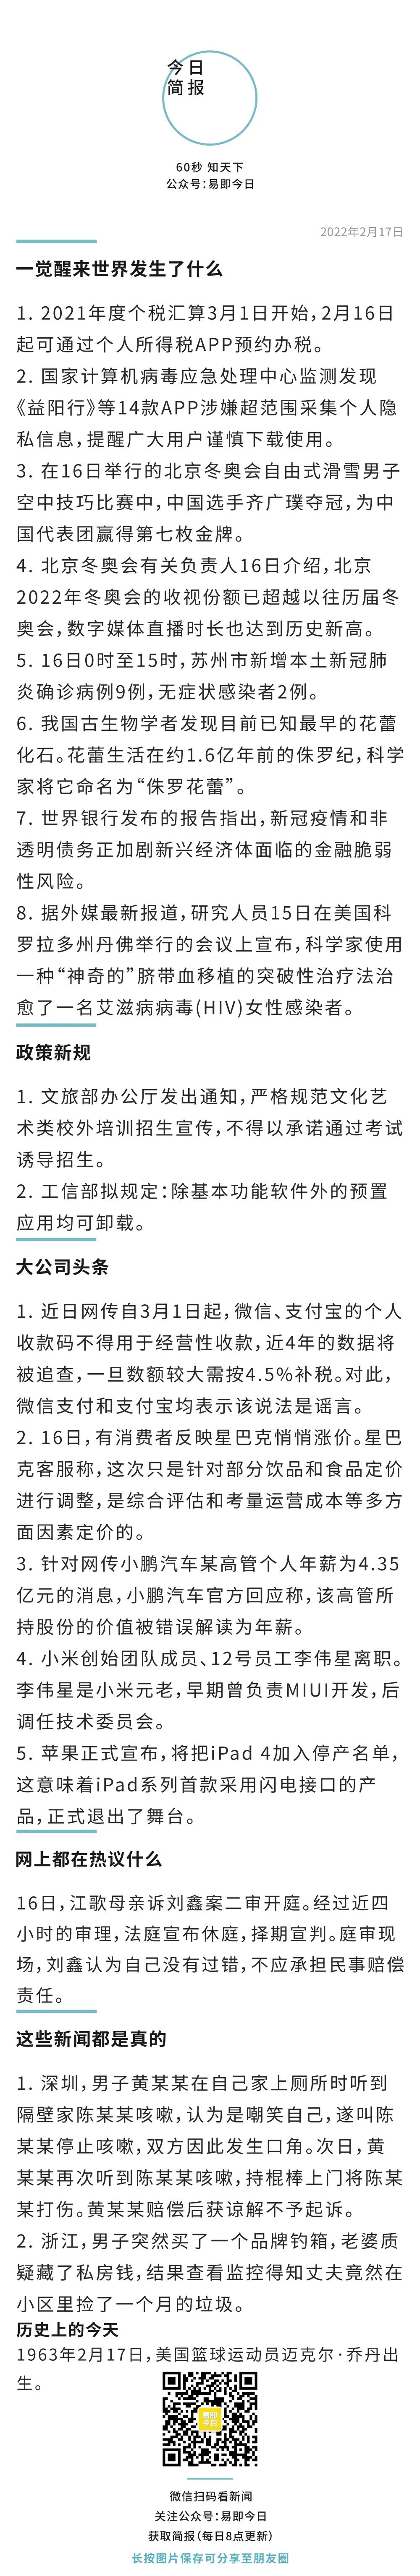 今日
简报
60秒 知天下
公众号：易即今日
2022年2月17日
一觉醒来世界发生了什么
1. 2021年度个税汇算3月1日开始，2月16日
起可通过个人所得税APP预约办税。
2. 国家计算机病毒应急处理中心监测发现
《益阳行》等14款APP涉嫌超范围采集个人隐
私信息，提醒广大用户谨慎下载使用。
3. 在16日举行的北京冬奥会自由式滑雪男子
空中技巧比赛中，中国选手齐广璞夺冠，为中
国代表团赢得第七枚金牌。
4. 北京冬奥会有关负责人16日介绍，北京
2022年冬奥会的收视份额已超越以往历届冬
奥会，数字媒体直播时长也达到历史新高。
5. 16日0时至15时，苏州市新增本土新冠肺
炎确诊病例9例，无症状感染者2例。
6. 我国古生物学者发现目前已知最早的花蕾
化石。花蕾生活在约1.6亿年前的侏罗纪，科学
家将它命名为“侏罗花蕾”。
7. 世界银行发布的报告指出，新冠疫情和非
透明债务正加剧新兴经济体面临的金融脆弱
性风险。
8. 据外媒最新报道，研究人员15日在美国科
罗拉多州丹佛举行的会议上宣布，科学家使用
一种“神奇的”脐带血移植的突破性治疗法治
愈了一名艾滋病病毒(HIV)女性感染者。
政策新规
1. 文旅部办公厅发出通知，严格规范文化艺
术类校外培训招生宣传，不得以承诺通过考试
诱导招生。
2. 工信部拟规定：除基本功能软件外的预置
应用均可卸载。
大公司头条
1. 近日网传自3月1日起，微信、支付宝的个人
收款码不得用于经营性收款，近4年的数据将
被追查，一旦数额较大需按4.5%补税。对此，
微信支付和支付宝均表示该说法是谣言。
2. 16日，有消费者反映星巴克悄悄涨价。星巴
克客服称，这次只是针对部分饮品和食品定价
进行调整，是综合评估和考量运营成本等多方
面因素定价的。
3. 针对网传小鹏汽车某高管个人年薪为4.35
亿元的消息，小鹏汽车官方回应称，该高管所
持股份的价值被错误解读为年薪。
4. 小米创始团队成员、12号员工李伟星离职。
李伟星是小米元老，早期曾负责MIUI开发，后
调任技术委员会。
5. 苹果正式宣布，将把iPad 4加入停产名单，
这意味着iPad系列首款采用闪电接口的产
品，正式退出了舞台。
网上都在热议什么
16日，江歌母亲诉刘鑫案二审开庭。经过近四
小时的审理，法庭宣布休庭，择期宣判。庭审现
场，刘鑫认为自己没有过错，不应承担民事赔偿
责任。
这些新闻都是真的
1. 深圳，男子黄某某在自己家上厕所时听到
隔壁家陈某某咳嗽，认为是嘲笑自己，遂叫陈
某某停止咳嗽，双方因此发生口角。次日，黄
某某再次听到陈某某咳嗽，持棍棒上门将陈某
某打伤。黄某某赔偿后获谅解不予起诉。
2. 浙江，男子突然买了一个品牌钓箱，老婆质
疑藏了私房钱，结果查看监控得知丈夫竟然在
小区里捡了一个月的垃圾。
历史上的今天
1963年2月17日，美国篮球运动员迈克尔·乔丹出
生。
易即
今日
微信扫码看新闻
关注公众号：易即今日
获取简报（每日8点更新）
长按图片保存可分享至朋友圈